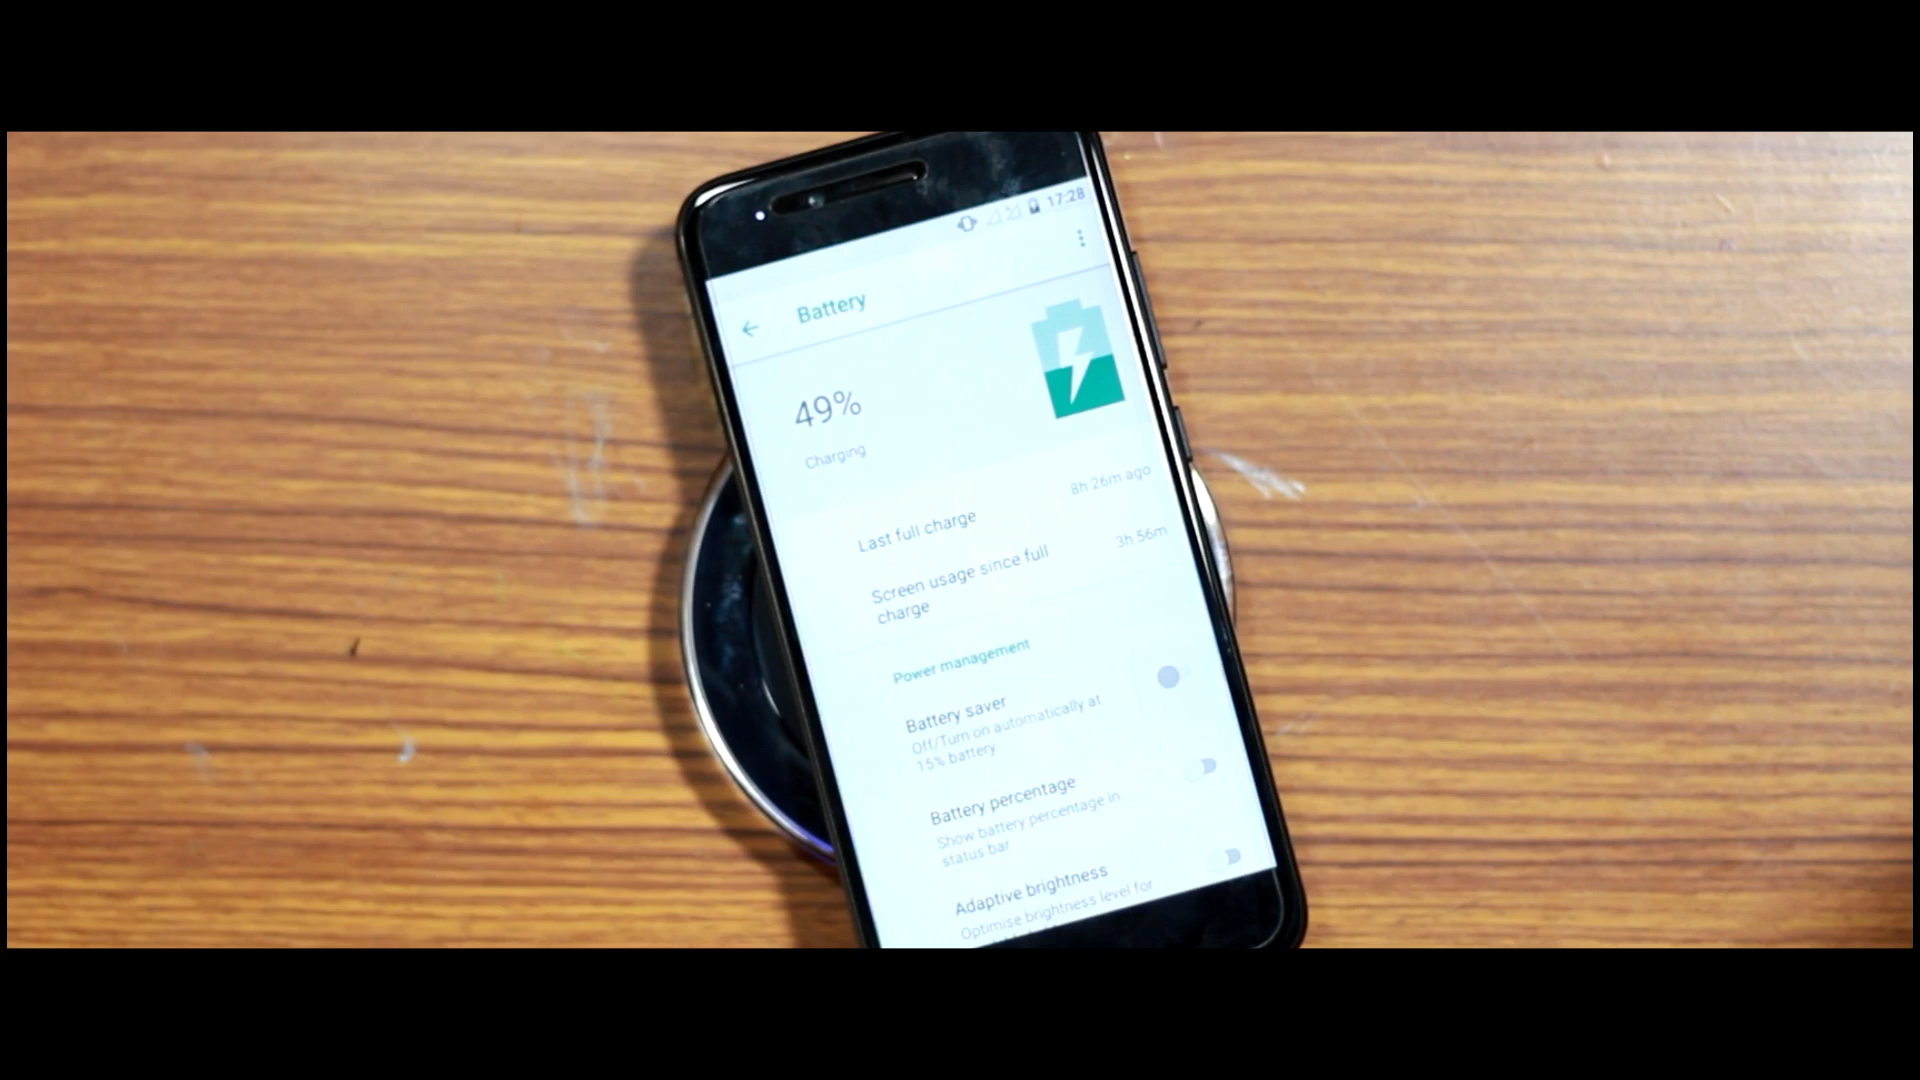 17:28
Battery
49%
Charging
Last full charge
8h 26m ago
Screen usage since full
charge
3h 56m
Power management
Battery saver
Off/Turn on automatically at
15% battery
Battery percentage
Show battery percentage in
status bar
Adaptive brightness
Optimise brightness level for